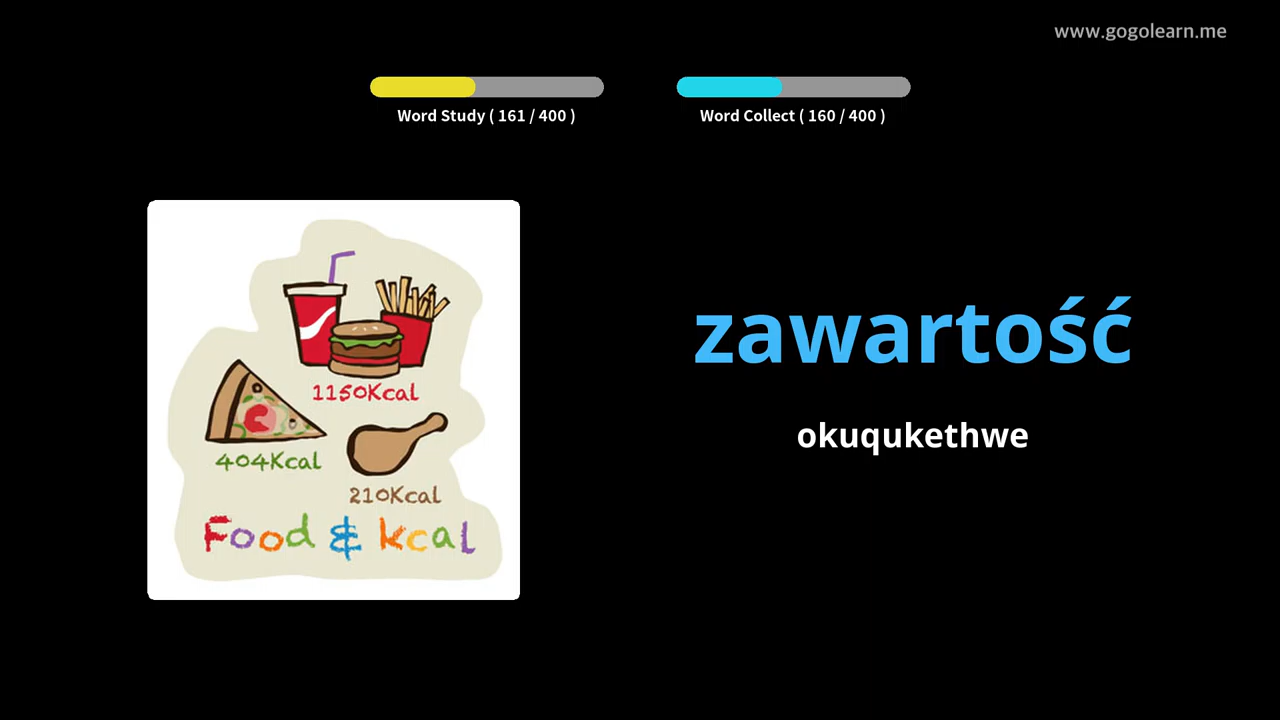 www.gogolearn.me
Word Study ( 161 / 400 )
Word Collect ( 160 / 400 )
1150Kcal
404Kcal
210Kcal
Food & kcal
zawartość
okuqukethwe